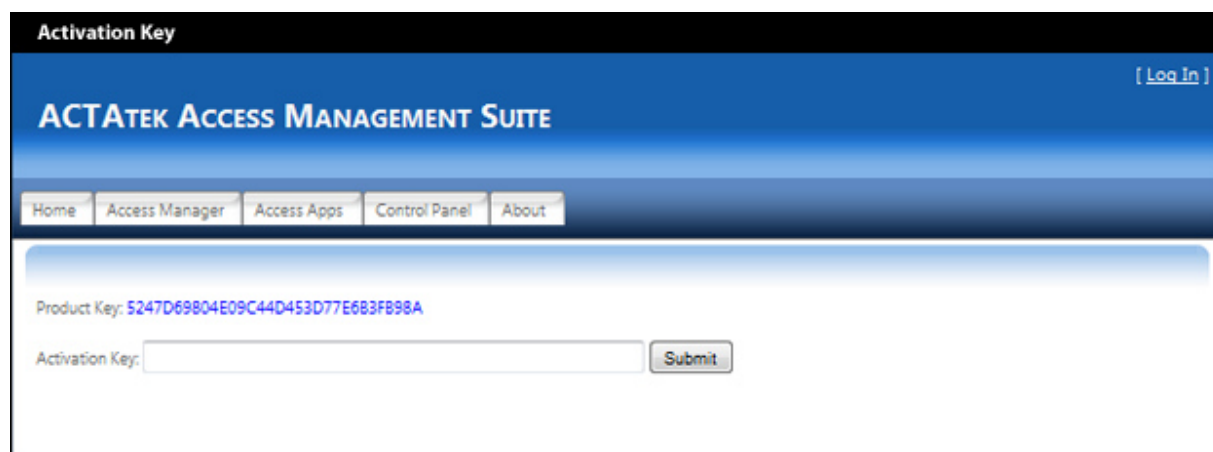 Activation Key
[ Log In ]
ACTATEK ACCESS MANAGEMENT SUITE
Home Access Manager Access Apps Control Panel About
Product Key: 5247D69804E09C44D453D77E6B3FB98A
Activation Key: Submit